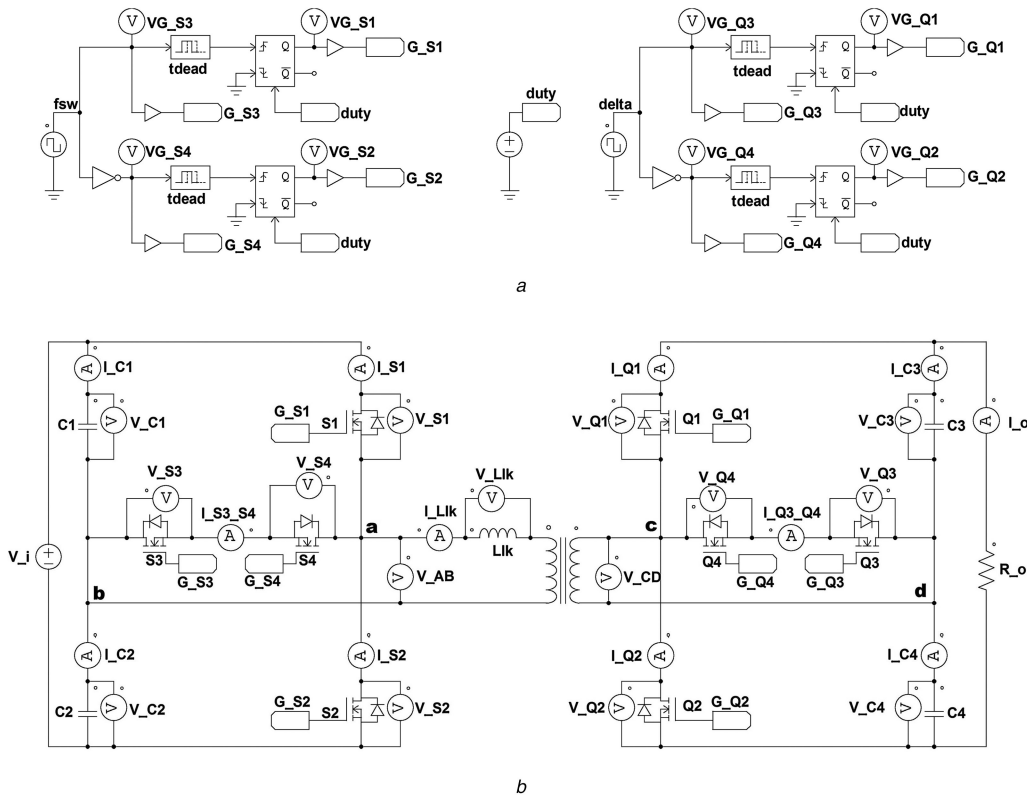 V VG_S3 V VG_S1 V VG_Q3 V VG_Q1
Q G_S1 Q G_Q1
tdead Q tdead Q
fsw duty delta
G_S3 duty G_Q3 duty
V VG_S4 V VG_S2 V VG_Q4 V VG_Q2
Q G_S2 Q G_Q2
tdead Q tdead Q
G_S4 duty G_Q4 duty
a
A I_C1 A I_S1 I_Q1 A I_C3 A
G_S1 S1 V V_S1 V_Q1 V Q1 G_Q1
C1 V V_C1 V_C3 V C3 A I_o
V_S3 V_S4 V_Llk V_Q4 V_Q3
V V V V V
I_S3_S4 a I_Llk c I_Q3_Q4
A A A
S3 S4 Llk Q4 Q3
V_i G_S3 G_S4 V V_AB V V_CD G_Q4 G_Q3 R_o
b d
A I_C2 A I_S2 I_Q2 A I_C4 A
G_S2 S2 V V_S2 V_Q2 V Q2 G_Q2
C2 V V_C2 V_C4 V C4
b